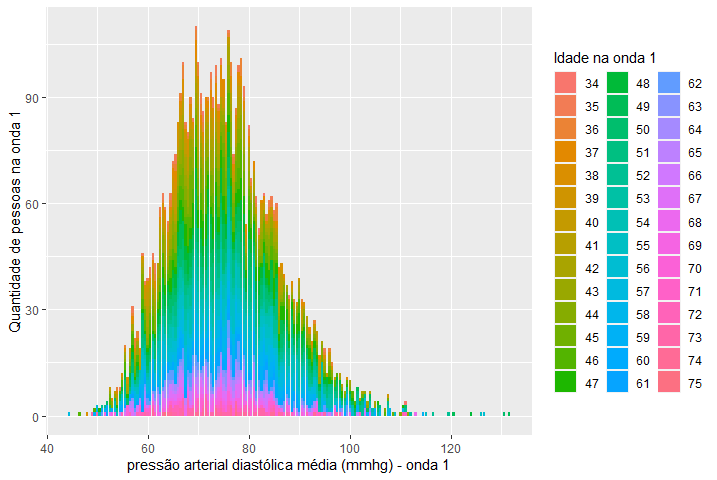 Idade na onda 1
34 48 62
35 49 63
36 50 64
37 51 65
38 52 66
39 53 67
40 54 68
41 55 69
42 56 70
43 57 71
44 58 72
45 59 73
46 60 74
47 61 75
Quantidade de pessoas na onda 1
90
60
30
0
40 60 80 100 120
pressão arterial diastólica média (mmhg) - onda 1